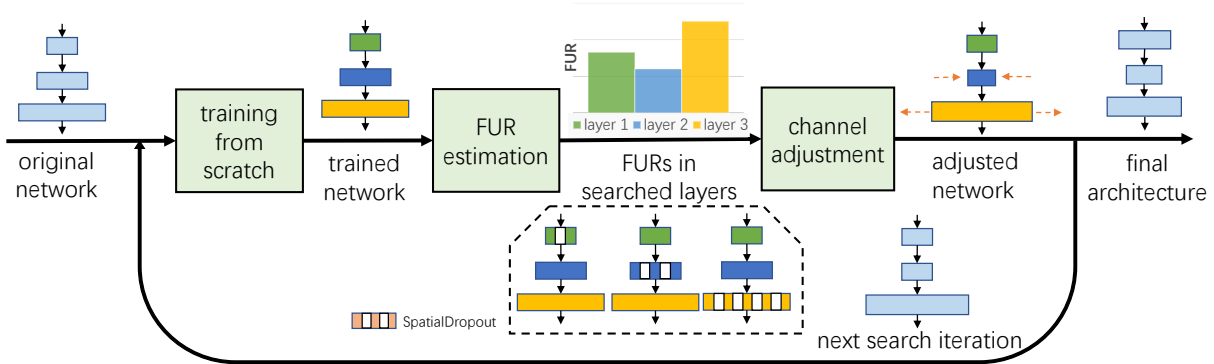 original
network
training
from
scratch
trained
network
FUR
estimation
FUR
layer 1
layer 2
layer 3
FURs in
searched layers
channel
adjustment
adjusted
network
final
architecture
SpatialDropout
next search iteration